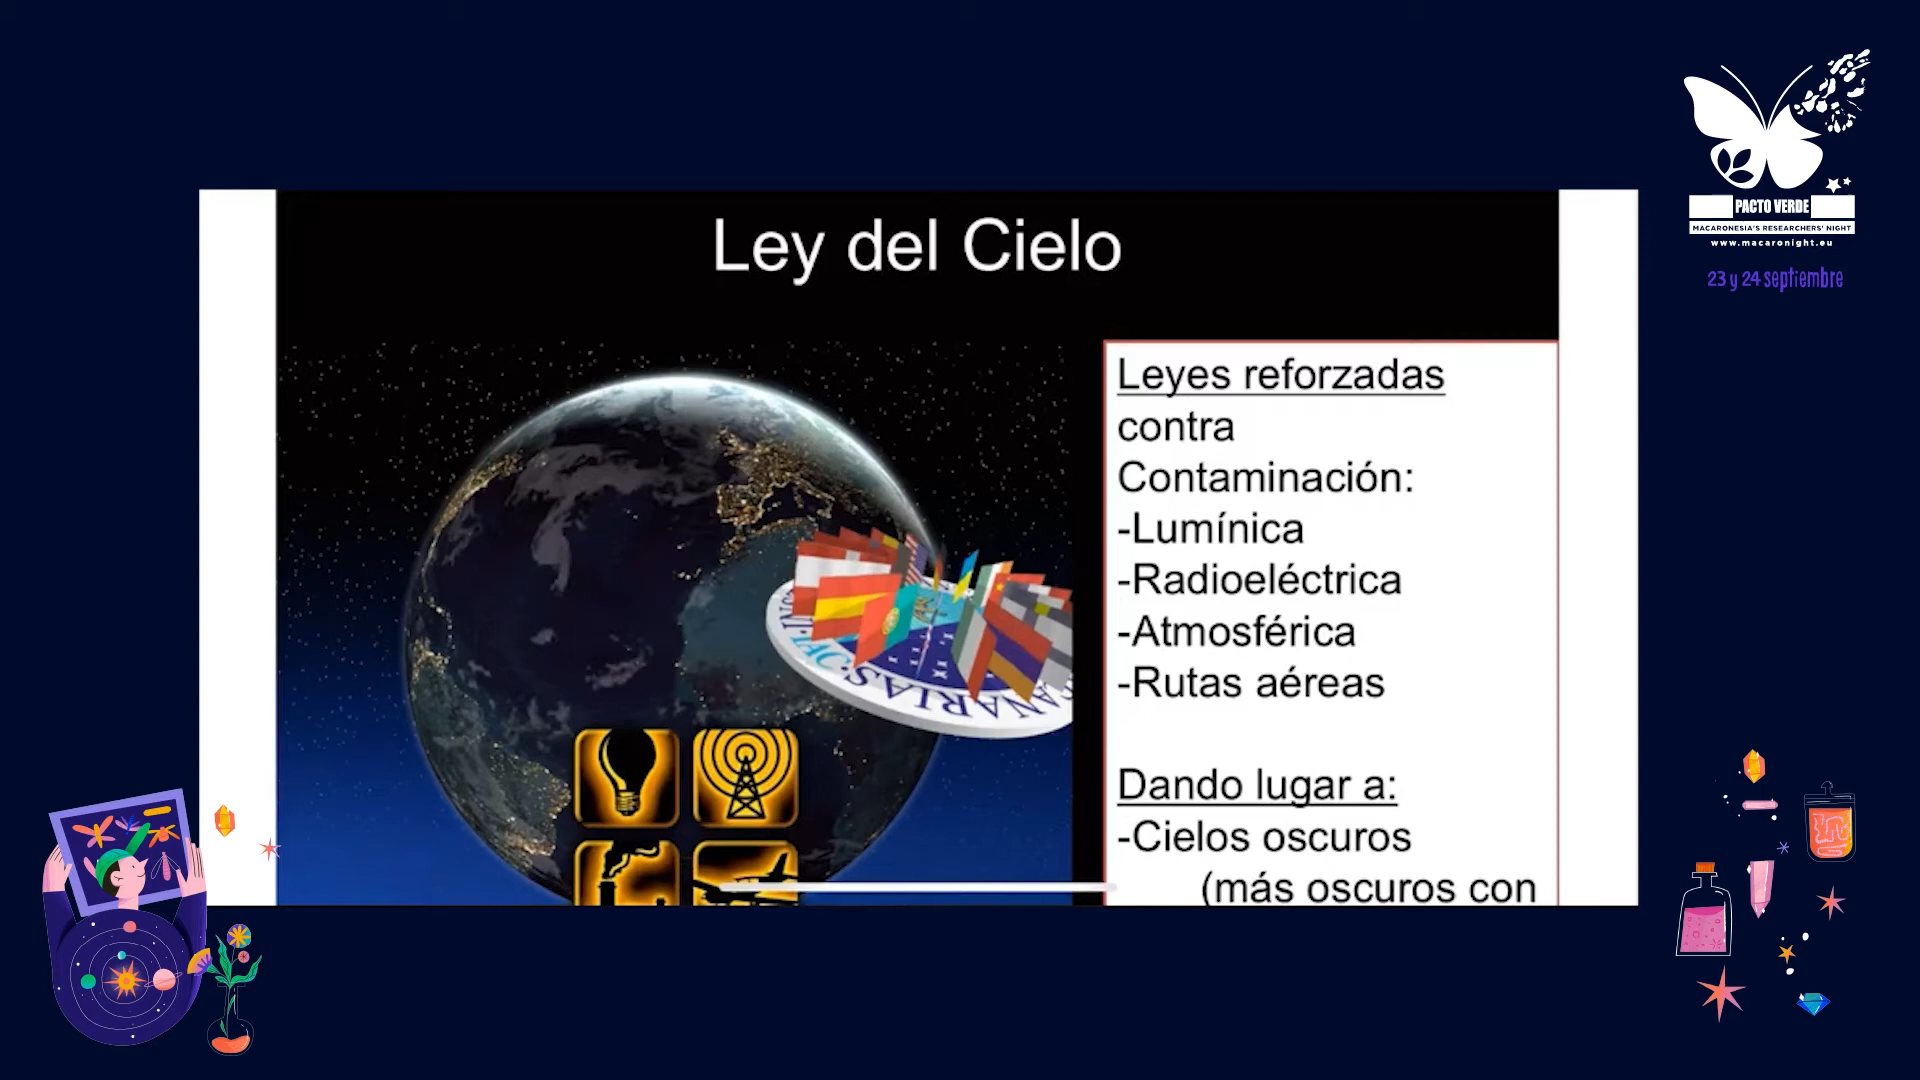 Ley del Cielo
Leyes reforzadas
contra
Contaminación:
-Lumínica
-Radioeléctrica
-Atmosférica
-Rutas aéreas
Dando lugar a:
-Cielos oscuros
(más oscuros con
PACTO VERDE
MACARONESIA'S RESEARCHERS' NIGHT
www.macaronight.eu
23 y 24 septiembre